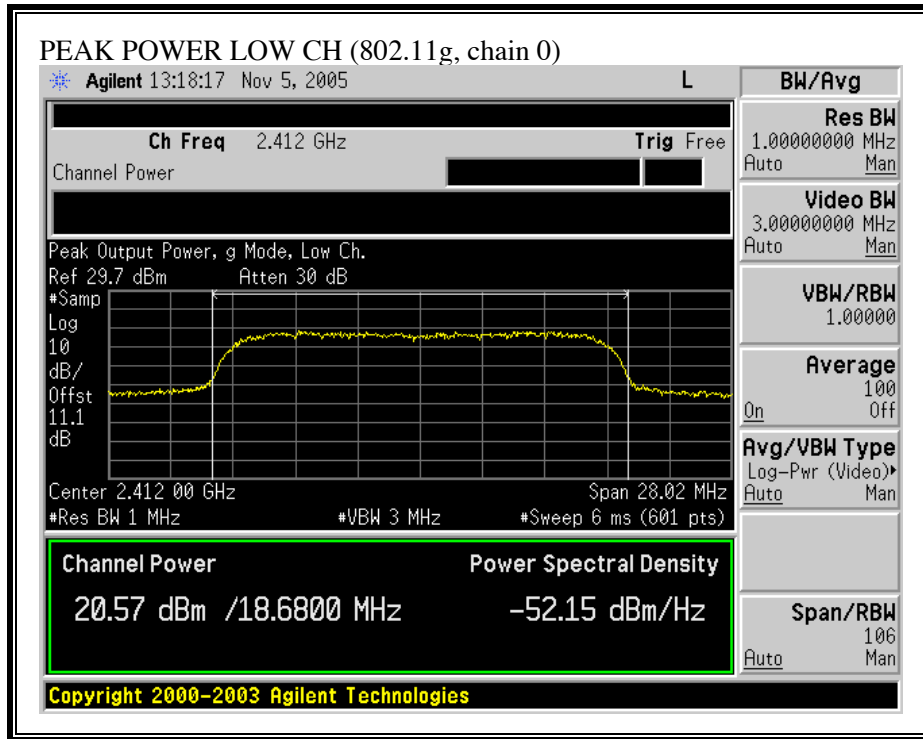 PEAK POWER LOW CH (802.11g, chain 0)
Agilent 13:18:17 Nov 5, 2005 L
BW/Avg
Ch Freq 2.412 GHz Trig Free
Channel Power
Peak Output Power, g Mode, Low Ch.
Ref 29.7 dBm Atten 30 dB
#Samp
Log
10
dB/
Offst
11.1
dB
Center 2.412 00 GHz Span 28.02 MHz
#Res BW 1 MHz #VBW 3 MHz #Sweep 6 ms (601 pts)
Channel Power Power Spectral Density
20.57 dBm /18.6800 MHz -52.15 dBm/Hz
Res BW
1.00000000 MHz
Auto Man
Video BW
3.00000000 MHz
Auto Man
VBW/RBW
1.00000
Average
100
On Off
Avg/VBW Type
Log-Pwr (Video)
Auto Man
Span/RBW
106
Auto Man
Copyright 2000-2003 Agilent Technologies